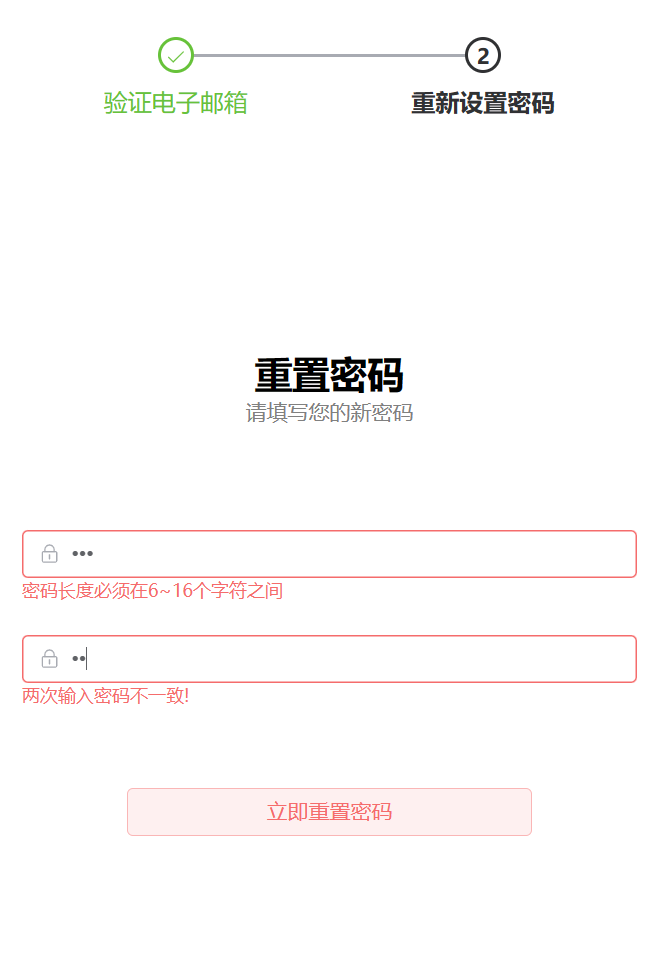 2
验证电子邮箱
重新设置密码
重置密码
请填写您的新密码
•••
密码长度必须在6~16个字符之间
••
两次输入密码不一致!
立即重置密码